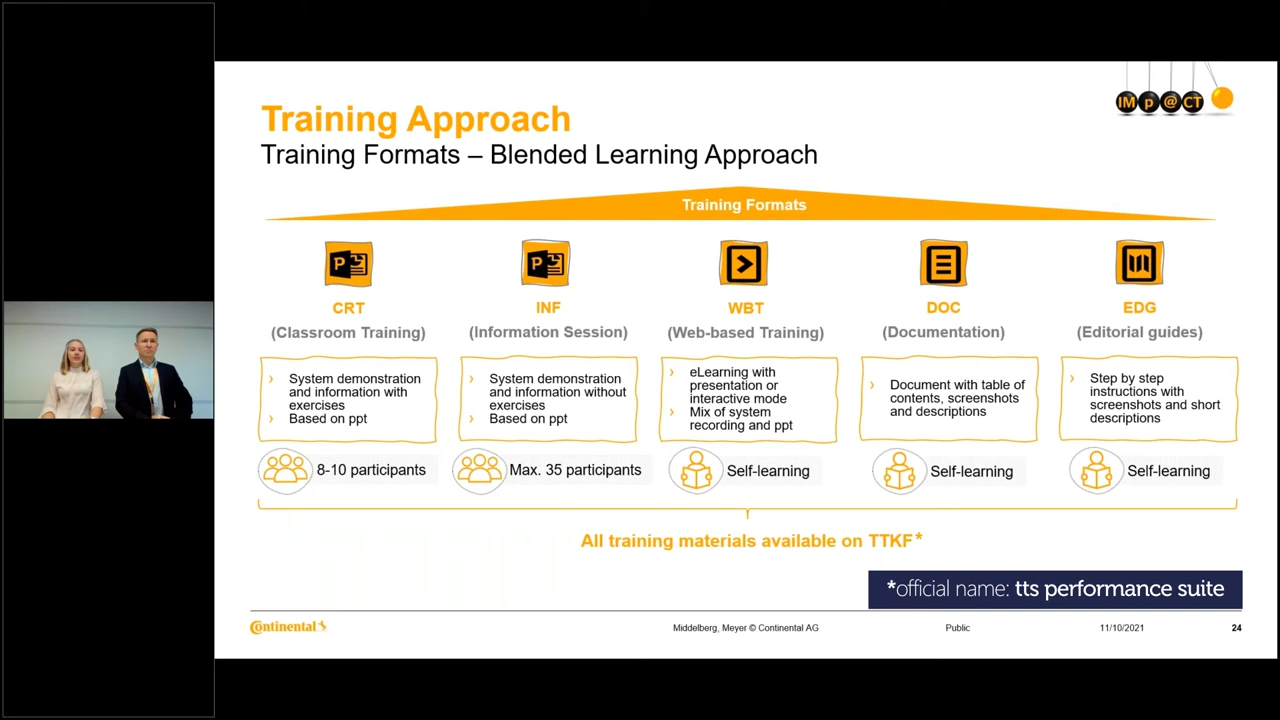 IMp@CT
Training Approach
Training Formats – Blended Learning Approach
Training Formats
CRT
(Classroom Training)
› System demonstration
and information with
exercises
› Based on ppt
8-10 participants
INF
(Information Session)
› System demonstration
and information without
exercises
› Based on ppt
Max. 35 participants
WBT
(Web-based Training)
› eLearning with
presentation or
interactive mode
› Mix of system
recording and ppt
Self-learning
DOC
(Documentation)
› Document with table of
contents, screenshots
and descriptions
Self-learning
EDG
(Editorial guides)
› Step by step
instructions with
screenshots and short
descriptions
Self-learning
All training materials available on TTKF*
*official name: tts performance suite
Continental
Middelberg, Meyer © Continental AG
Public
11/10/2021
24